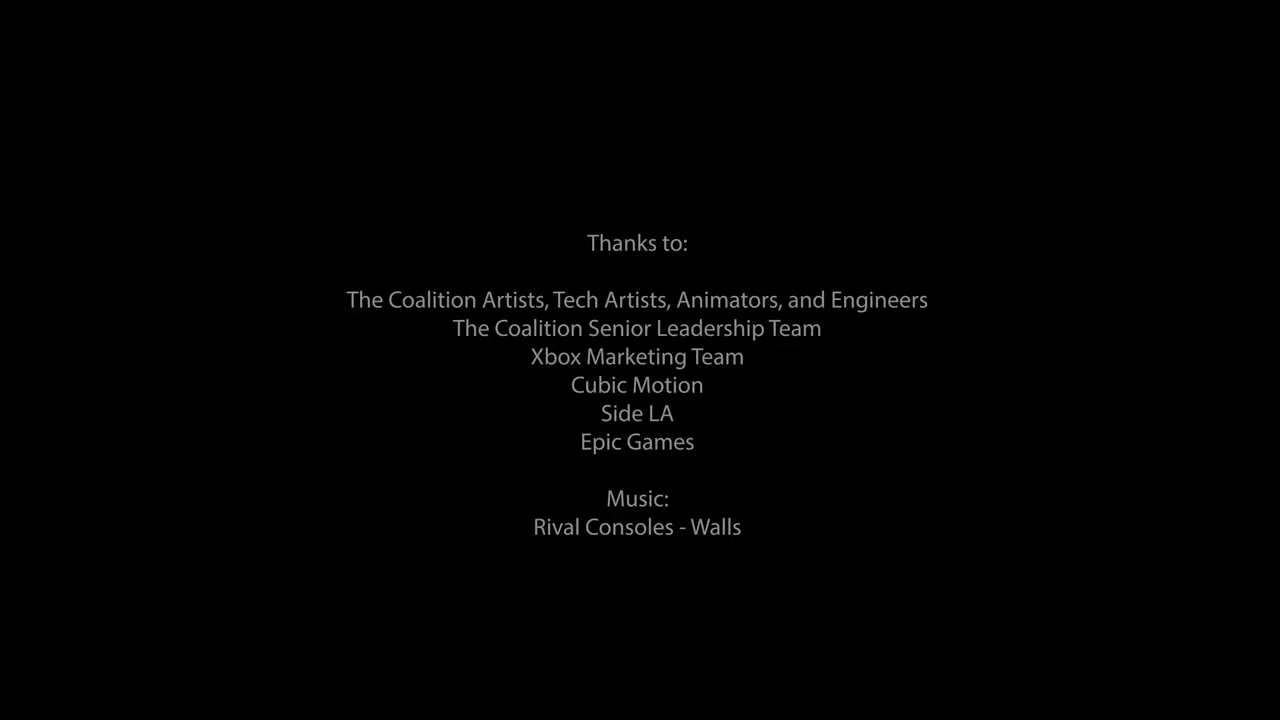 Thanks to:
The Coalition Artists, Tech Artists, Animators, and Engineers
The Coalition Senior Leadership Team
Xbox Marketing Team
Cubic Motion
Side LA
Epic Games
Music:
Rival Consoles - Walls